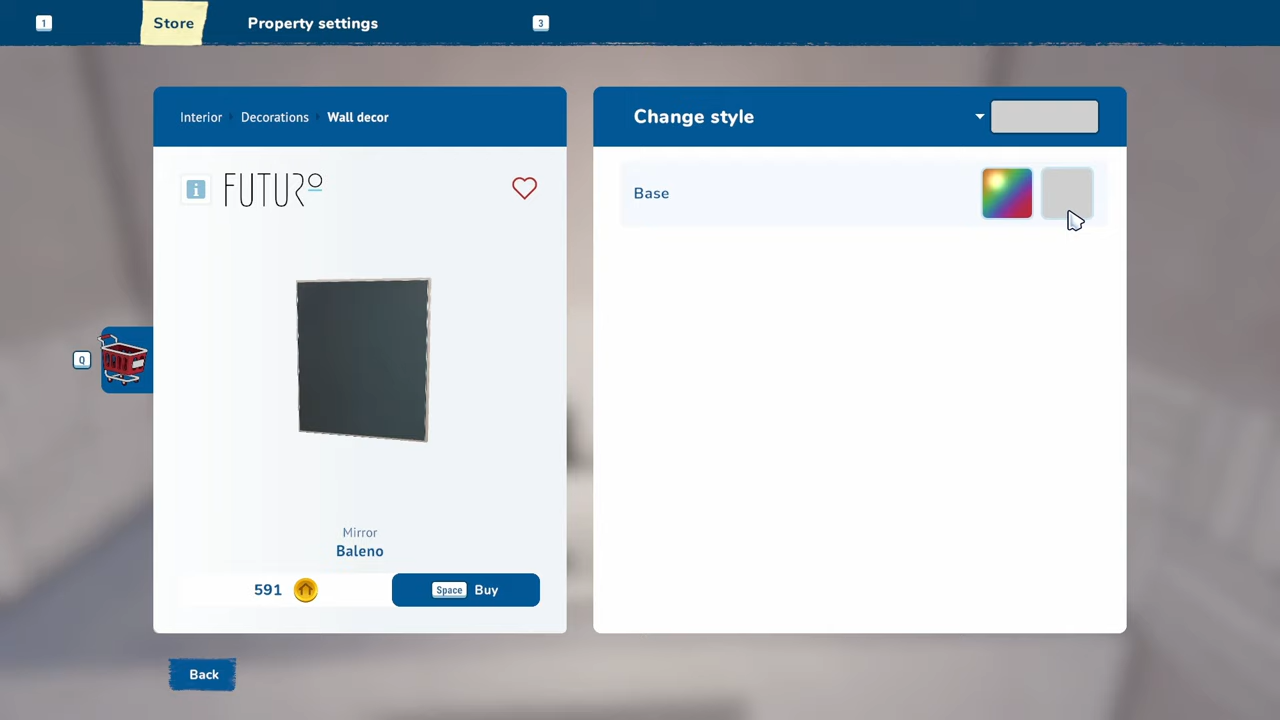 1
Store
Property settings
3
Interior
Decorations
Wall decor
Change style
i
FUTURO
Base
Q
Mirror
Baleno
591
Space
Buy
Back